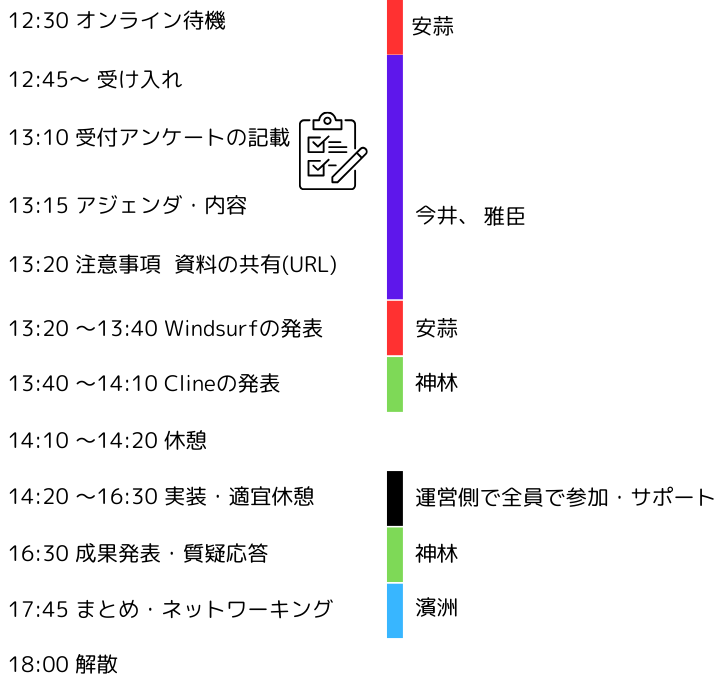 12:30 オンライン待機
安蒜
12:45〜 受け入れ
13:10 受付アンケートの記載
13:15 アジェンダ・内容
今井、 雅臣
13:20 注意事項 資料の共有(URL)
13:20 〜13:40 Windsurfの発表
安蒜
13:40 〜14:10 Clineの発表
神林
14:10 〜14:20 休憩
14:20 〜16:30 実装・適宜休憩
運営側で全員で参加・サポート
16:30 成果発表・質疑応答
神林
17:45 まとめ・ネットワーキング
濱洲
18:00 解散